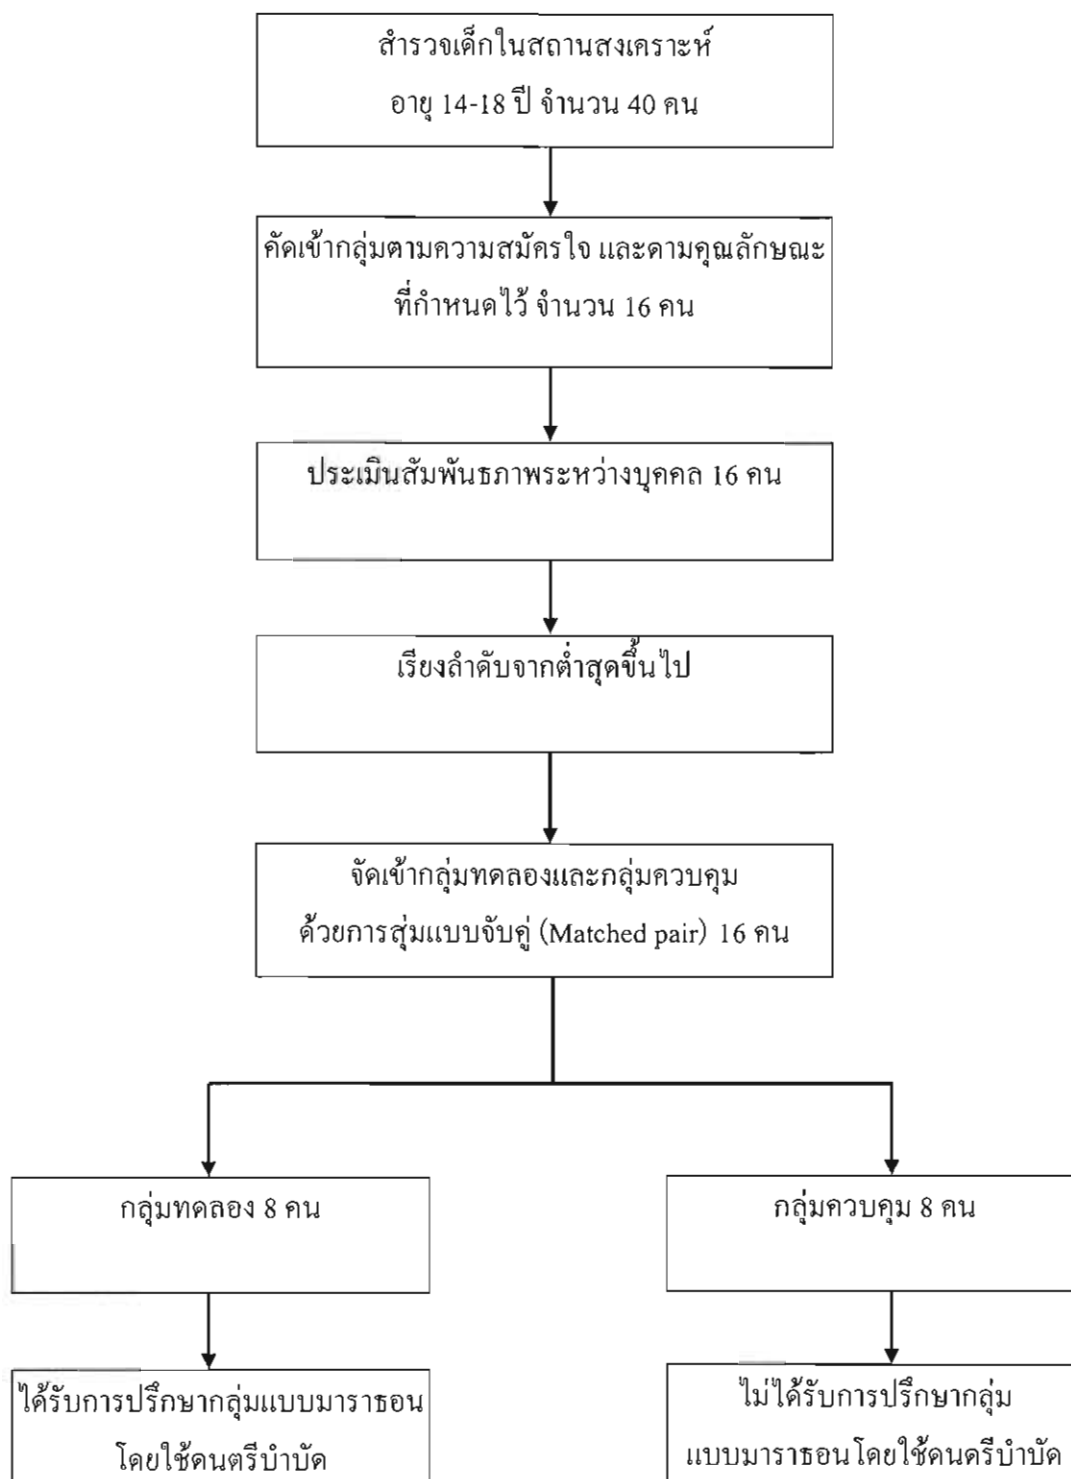 สำรวจเด็กในสถานสงเคราะห์
อายุ 14-18 ปี จำนวน 40 คน
คัดเข้ากลุ่มตามความสมัครใจ และตามคุณลักษณะ
ที่กำหนดไว้ จำนวน 16 คน
ประเมินสัมพันธภาพระหว่างบุคคล 16 คน
เรียงลำดับจากต่ำสุดขึ้นไป
จัดเข้ากลุ่มทดลองและกลุ่มควบคุม
ด้วยการสุ่มแบบจับคู่ (Matched pair) 16 คน
กลุ่มทดลอง 8 คน
กลุ่มควบคุม 8 คน
ได้รับการปรึกษากลุ่มแบบมาราธอน
โดยใช้ดนตรีบำบัด
ไม่ได้รับการปรึกษากลุ่ม
แบบมาราธอนโดยใช้ดนตรีบำบัด